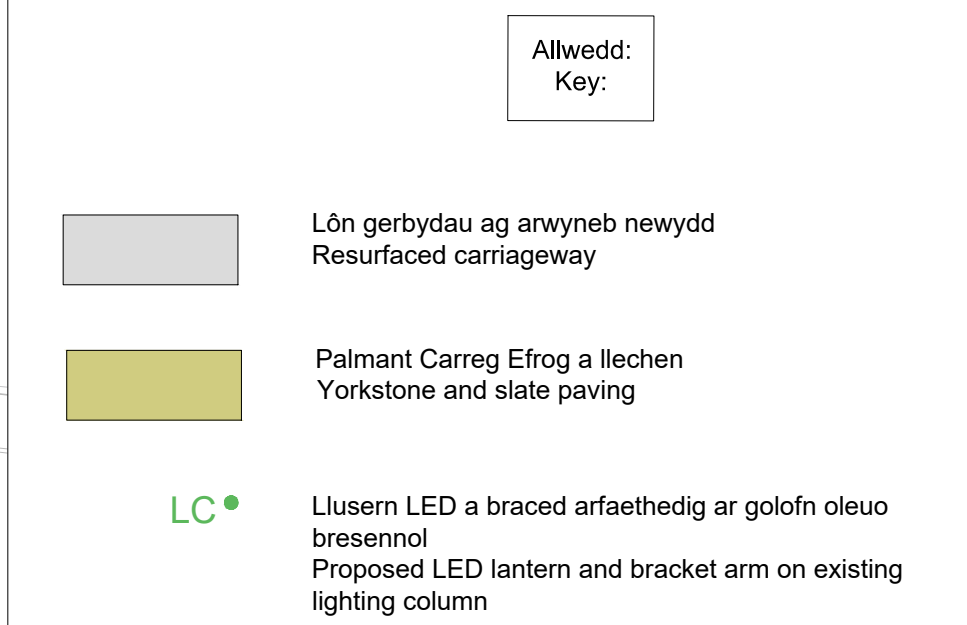 Allwedd:
Key:
Lôn gerbydau ag arwyneb newydd
Resurfaced carriageway
Palmant Carreg Efrog a llechen
Yorkstone and slate paving
LC
Llusern LED a braced arfaethedig ar golofn oleuo
bresennol
Proposed LED lantern and bracket arm on existing
lighting column